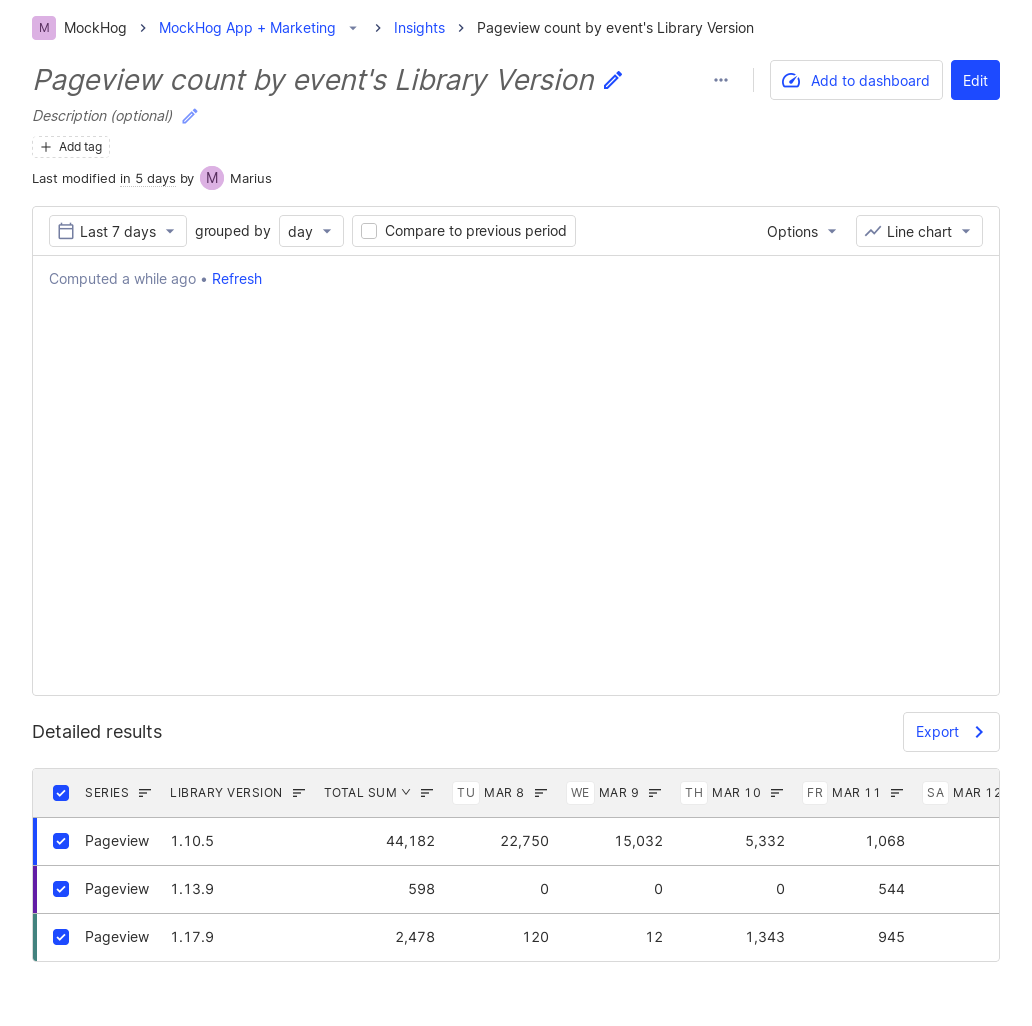 M MockHog MockHog App + Marketing Insights Pageview count by event's Library Version
Pageview count by event's Library Version
Add to dashboard
Edit
Description (optional)
Add tag
Last modified in 5 days by M Marius
Last 7 days grouped by day Compare to previous period Options Line chart
Computed a while ago • Refresh
Detailed results
Export
SERIES LIBRARY VERSION TOTAL SUM TU MAR 8 WE MAR 9 TH MAR 10 FR MAR 11 SA MAR 12
Pageview 1.10.5 44,182 22,750 15,032 5,332 1,068
Pageview 1.13.9 598 0 0 0 544
Pageview 1.17.9 2,478 120 12 1,343 945